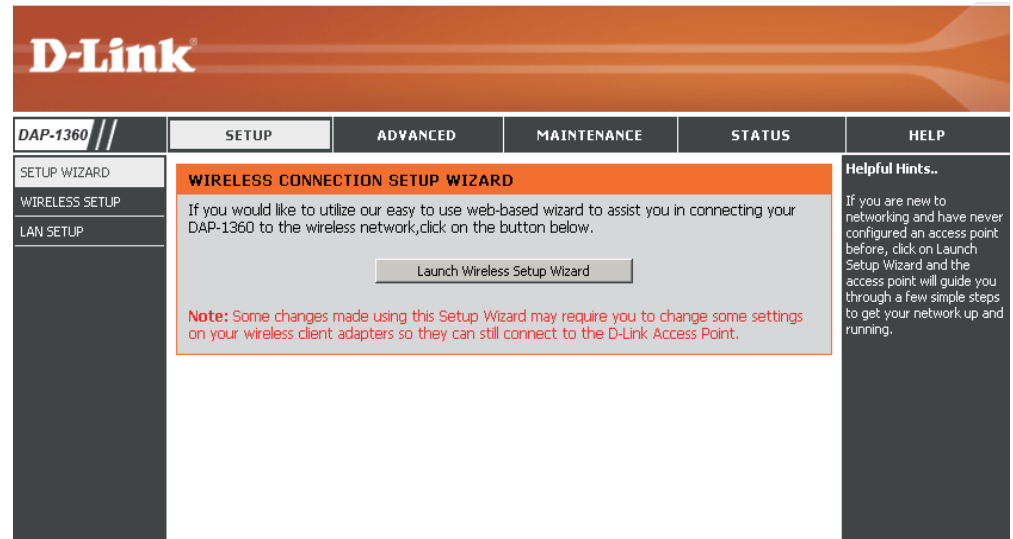 D-Link®
DAP-1360
SETUP
ADVANCED
MAINTENANCE
STATUS
HELP
SETUP WIZARD
WIRELESS SETUP
LAN SETUP
WIRELESS CONNECTION SETUP WIZARD
If you would like to utilize our easy to use web-based wizard to assist you in connecting your
DAP-1360 to the wireless network,click on the button below.
Launch Wireless Setup Wizard
Note: Some changes made using this Setup Wizard may require you to change some settings
on your wireless client adapters so they can still connect to the D-Link Access Point.
Helpful Hints..
If you are new to
networking and have never
configured an access point
before, click on Launch
Setup Wizard and the
access point will guide you
through a few simple steps
to get your network up and
running.